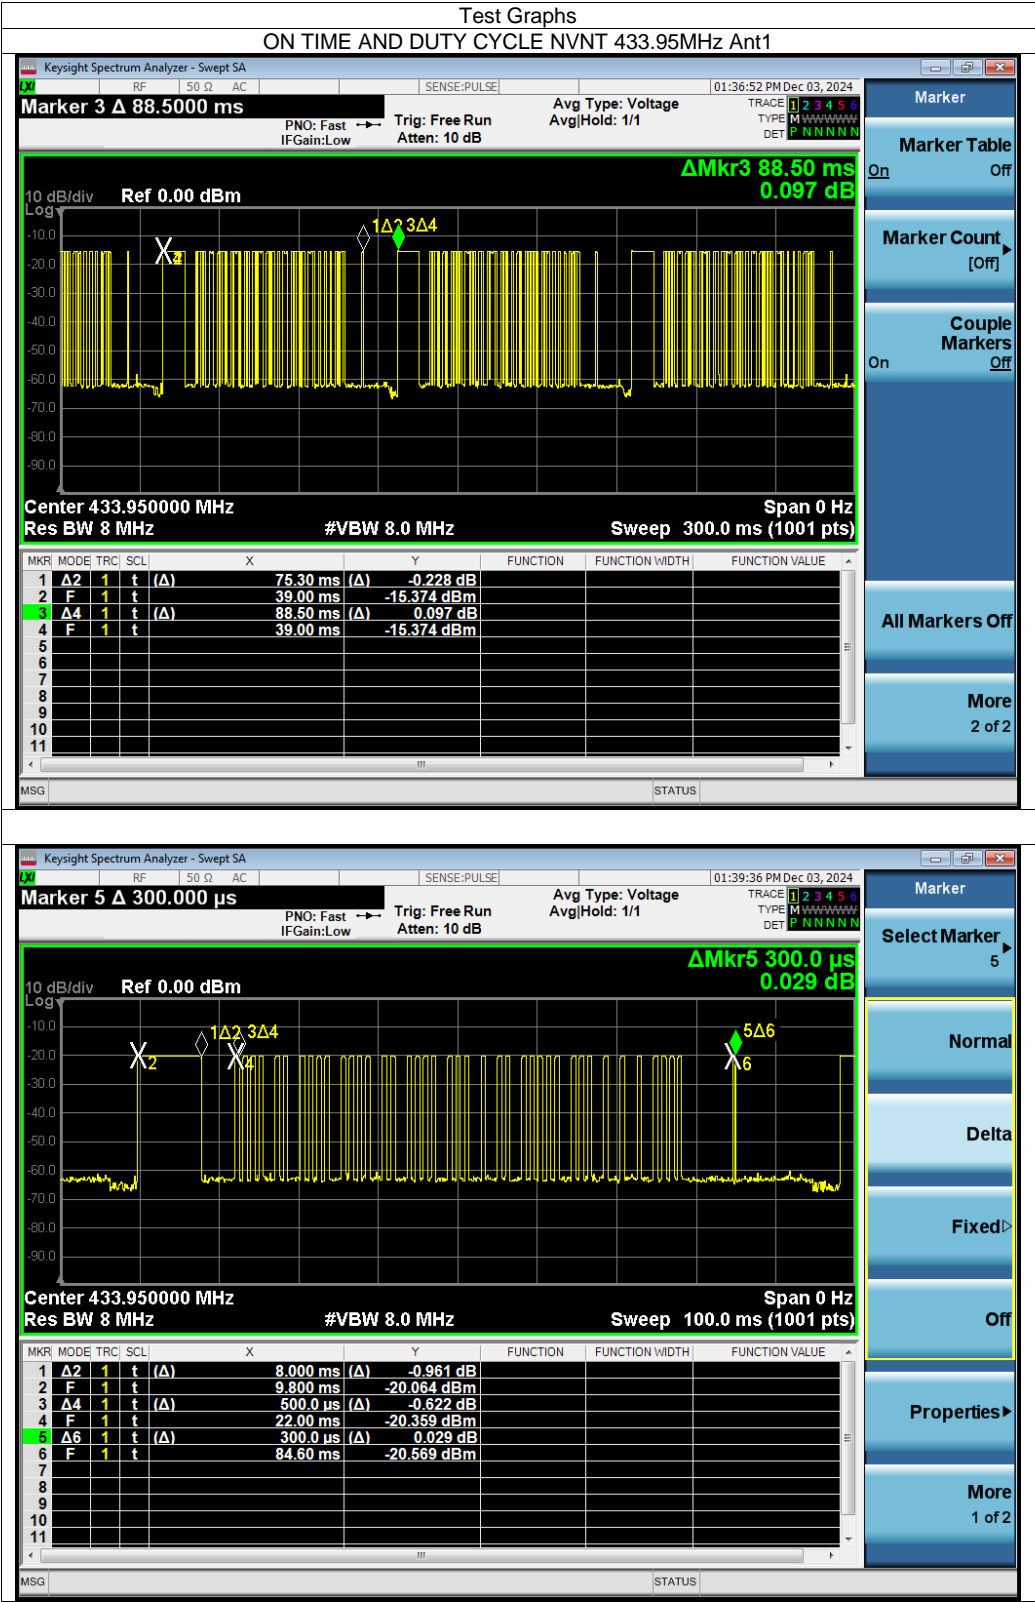 Test Graphs
ON TIME AND DUTY CYCLE NVNT 433.95MHz Ant1
Keysight Spectrum Analyzer - Swept SA
LXI RF 50 Ω AC SENSE:PULSE 01:36:52 PM Dec 03, 2024
Marker 3 Δ 88.5000 ms
PNO: Fast
IFGain:Low
Trig: Free Run
Atten: 10 dB
Avg Type: Voltage
Avg|Hold: 1/1
TRACE 1 2 3 4 5 6
TYPE M WWWWW
DET P N N N N N
ΔMkr3 88.50 ms
0.097 dB
10 dB/div Ref 0.00 dBm
Log
-10.0
-20.0
-30.0
-40.0
-50.0
-60.0
-70.0
-80.0
-90.0
1Δ2 3Δ4
Center 433.950000 MHz Span 0 Hz
Res BW 8 MHz #VBW 8.0 MHz Sweep 300.0 ms (1001 pts)
MKR MODE TRC SCL X Y FUNCTION FUNCTION WIDTH FUNCTION VALUE
1 Δ2 1 t (Δ) 75.30 ms (Δ) -0.228 dB
2 F 1 t 39.00 ms -15.374 dBm
3 Δ4 1 t (Δ) 88.50 ms (Δ) 0.097 dB
4 F 1 t 39.00 ms -15.374 dBm
5
6
7
8
9
10
11
MSG STATUS
Marker
Marker Table
On Off
Marker Count
[Off]
Couple
Markers
On Off
All Markers Off
More
2 of 2
Keysight Spectrum Analyzer - Swept SA
LXI RF 50 Ω AC SENSE:PULSE 01:39:36 PM Dec 03, 2024
Marker 5 Δ 300.000 µs
PNO: Fast
IFGain:Low
Trig: Free Run
Atten: 10 dB
Avg Type: Voltage
Avg|Hold: 1/1
TRACE 1 2 3 4 5 6
TYPE M WWWWW
DET P N N N N N
ΔMkr5 300.0 µs
0.029 dB
10 dB/div Ref 0.00 dBm
Log
-10.0
-20.0
-30.0
-40.0
-50.0
-60.0
-70.0
-80.0
-90.0
1Δ2 3Δ4
5Δ6
2
4
6
Center 433.950000 MHz Span 0 Hz
Res BW 8 MHz #VBW 8.0 MHz Sweep 100.0 ms (1001 pts)
MKR MODE TRC SCL X Y FUNCTION FUNCTION WIDTH FUNCTION VALUE
1 Δ2 1 t (Δ) 8.000 ms (Δ) -0.961 dB
2 F 1 t 9.800 ms -20.064 dBm
3 Δ4 1 t (Δ) 500.0 µs (Δ) -0.622 dB
4 F 1 t 22.00 ms -20.359 dBm
5 Δ6 1 t (Δ) 300.0 µs (Δ) 0.029 dB
6 F 1 t 84.60 ms -20.569 dBm
7
8
9
10
11
MSG STATUS
Marker
Select Marker
5
Normal
Delta
Fixed
Off
Properties
More
1 of 2